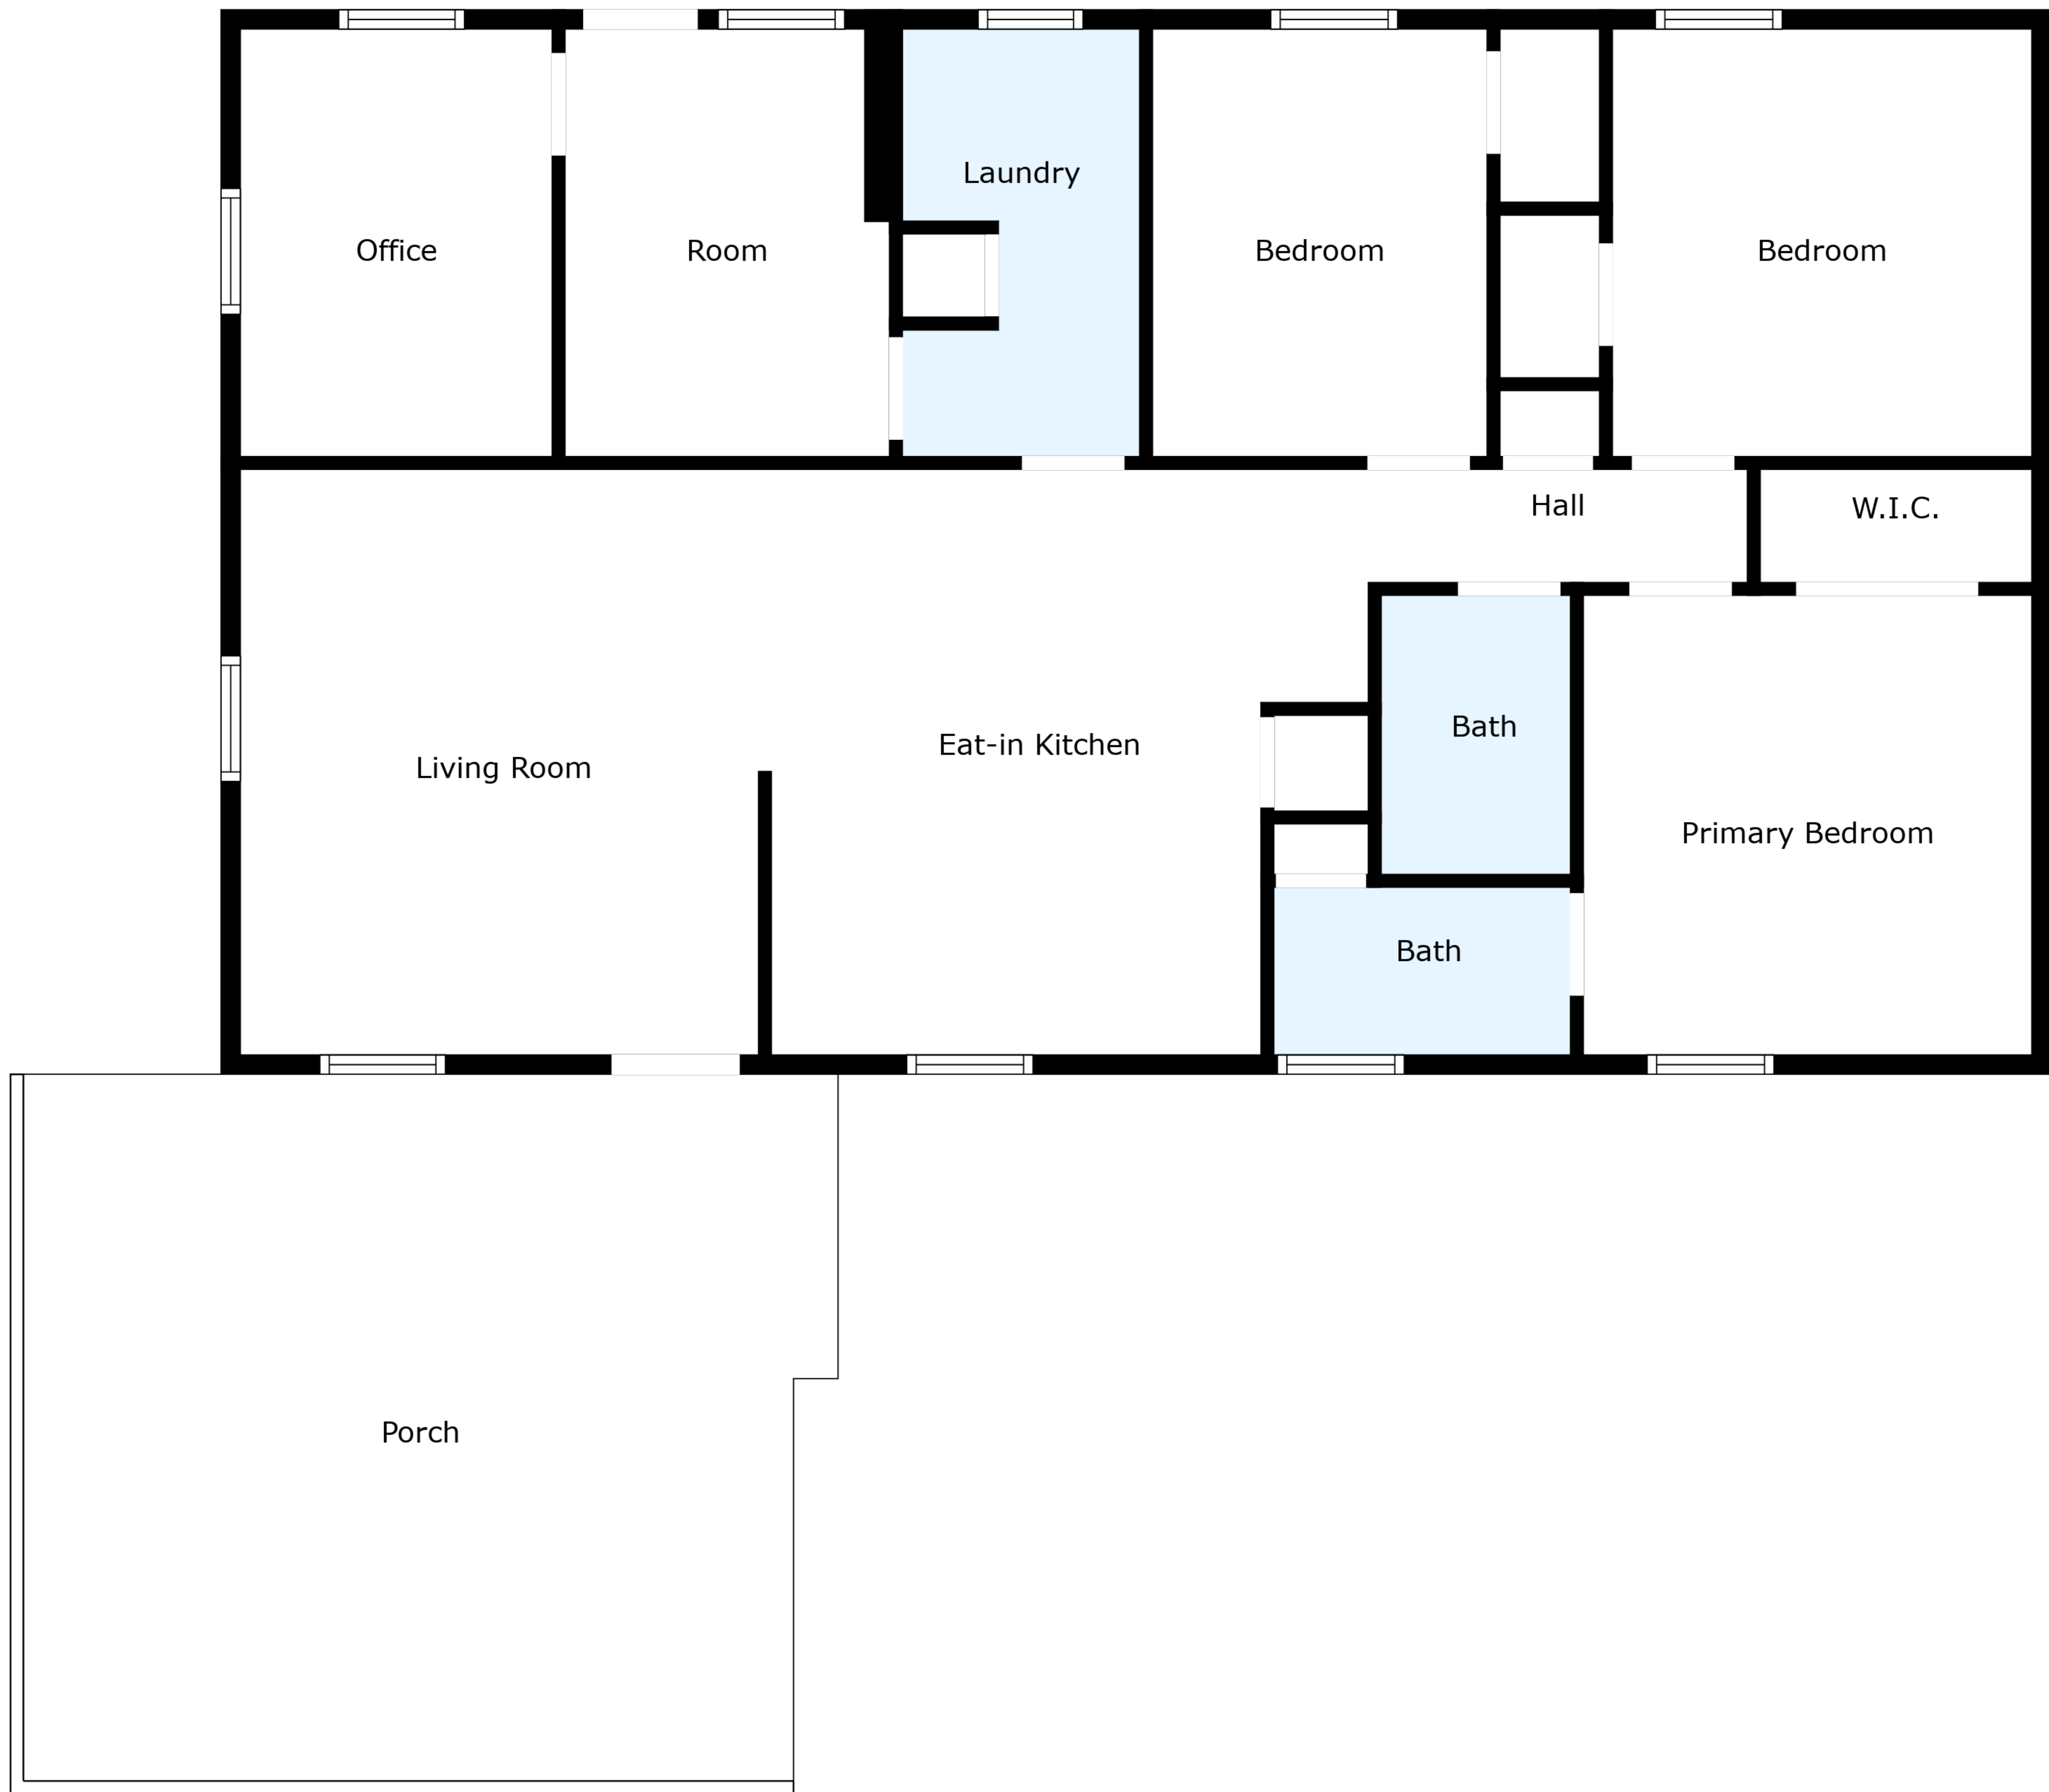 Laundry
Office
Room
Bedroom
Bedroom
Hall
W.I.C.
Living Room
Eat-in Kitchen
Bath
Primary Bedroom
Bath
Porch